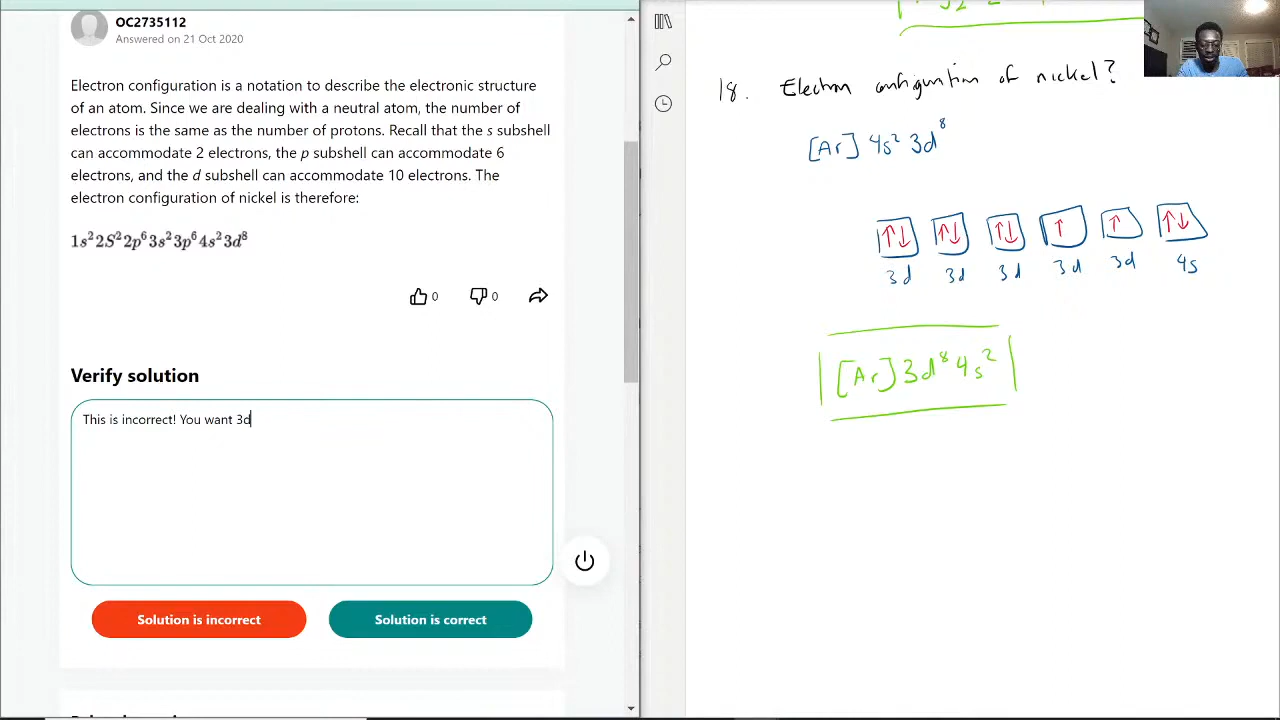 OC2735112
Answered on 21 Oct 2020
Electron configuration is a notation to describe the electronic structure
of an atom. Since we are dealing with a neutral atom, the number of
electrons is the same as the number of protons. Recall that the s subshell
can accommodate 2 electrons, the p subshell can accommodate 6
electrons, and the d subshell can accommodate 10 electrons. The
electron configuration of nickel is therefore:
1s²2S²2p⁶3s²3p⁶4s²3d⁸
0 0
Verify solution
This is incorrect! You want 3d
Solution is incorrect Solution is correct
18. Electron configuration of nickel?
[Ar] 4s² 3d⁸
↑↓ ↑↓ ↑↓ ↑ ↑ ↑↓
3d 3d 3d 3d 3d 4s
[Ar] 3d⁸ 4s²